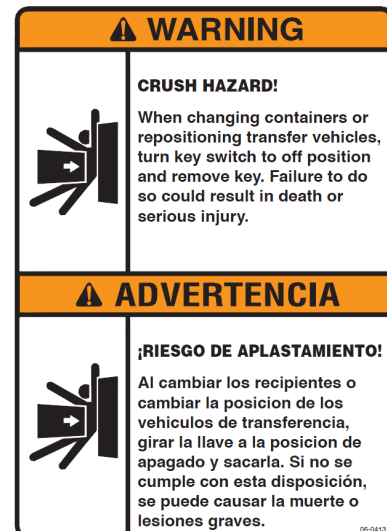 WARNING
CRUSH HAZARD!
When changing containers or
repositioning transfer vehicles,
turn key switch to off position
and remove key. Failure to do
so could result in death or
serious injury.
ADVERTENCIA
¡RIESGO DE APLASTAMIENTO!
Al cambiar los recipientes o
cambiar la posicion de los
vehiculos de transferencia,
girar la llave a la posicion de
apagado y sacarla. Si no se
cumple con esta disposición,
se puede causar la muerte o
lesiones graves.
06-0413